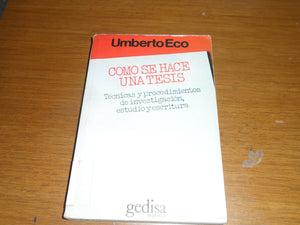 Umberto Eco
COMO SE HACE
UNA TESIS
Técnicas y procedimientos
de investigación,
estudio y escritura
gedisa